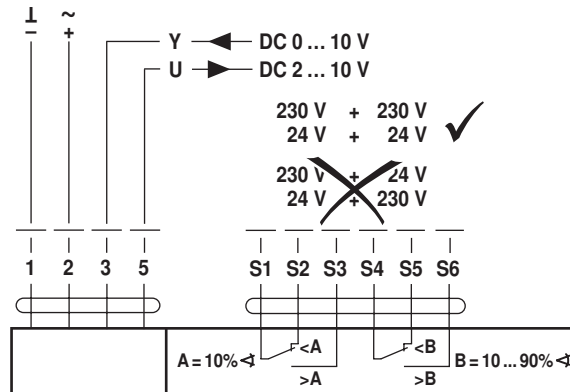 ⊥ ~
− +
Y DC 0 ... 10 V
U DC 2 ... 10 V
230 V + 230 V
24 V + 24 V
230 V + 24 V
24 V + 230 V
1 2 3 5 S1 S2 S3 S4 S5 S6
A = 10% <A >A <B >B B = 10 ... 90%